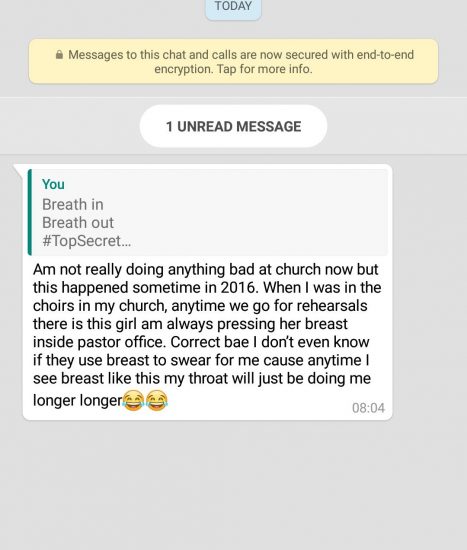 TODAY
🔒 Messages to this chat and calls are now secured with end-to-end
encryption. Tap for more info.
1 UNREAD MESSAGE
You
Breath in
Breath out
#TopSecret...
Am not really doing anything bad at church now but
this happened sometime in 2016. When I was in the
choirs in my church, anytime we go for rehearsals
there is this girl am always pressing her breast
inside pastor office. Correct bae I don't even know
if they use breast to swear for me cause anytime I
see breast like this my throat will just be doing me
longer longer😂😂
08:04